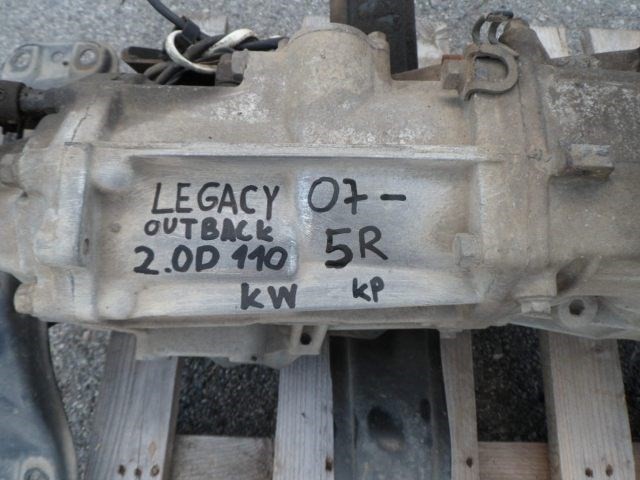 LEGACY 07-
OUTBACK
2.0D 110 5R
kW kP